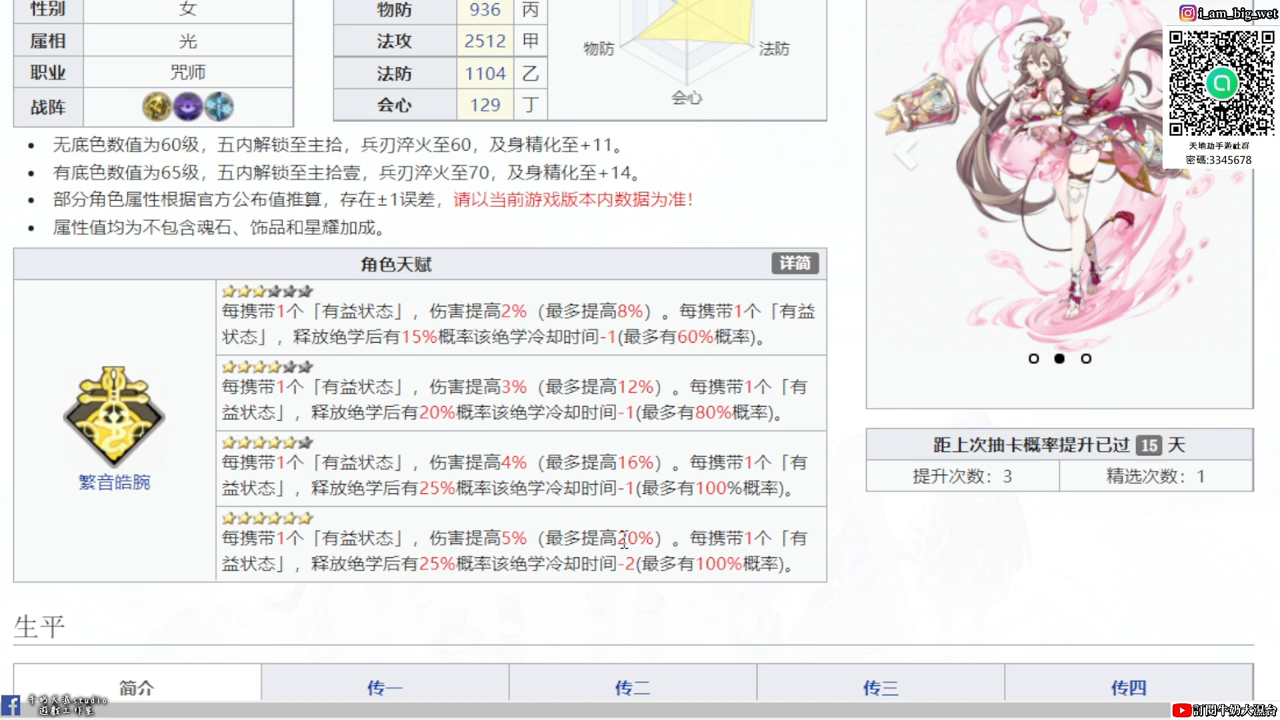 性别 女
属相 光
职业 咒师
战阵
物防 936 丙
法攻 2512 甲
法防 1104 乙
会心 129 丁
物防
法防
会心
i_am_big_wet
天地劫手游社群
密碼:3345678
无底色数值为60级，五内解锁至主拾，兵刃淬火至60，及身精化至+11。
有底色数值为65级，五内解锁至主拾壹，兵刃淬火至70，及身精化至+14。
部分角色属性根据官方公布值推算，存在±1误差，请以当前游戏版本内数据为准！
属性值均为不包含魂石、饰品和星耀加成。
角色天赋 详简
每携带1个「有益状态」，伤害提高2%（最多提高8%）。每携带1个「有益
状态」，释放绝学后有15%概率该绝学冷却时间-1(最多有60%概率)。
每携带1个「有益状态」，伤害提高3%（最多提高12%）。每携带1个「有
益状态」，释放绝学后有20%概率该绝学冷却时间-1(最多有80%概率)。
每携带1个「有益状态」，伤害提高4%（最多提高16%）。每携带1个「有
益状态」，释放绝学后有25%概率该绝学冷却时间-1(最多有100%概率)。
每携带1个「有益状态」，伤害提高5%（最多提高20%）。每携带1个「有
益状态」，释放绝学后有25%概率该绝学冷却时间-2(最多有100%概率)。
繁音皓腕
距上次抽卡概率提升已过 15 天
提升次数：3 精选次数：1
生平
简介 传一 传二 传三 传四
studio
遊戲工作室
訂閱牛奶大混台